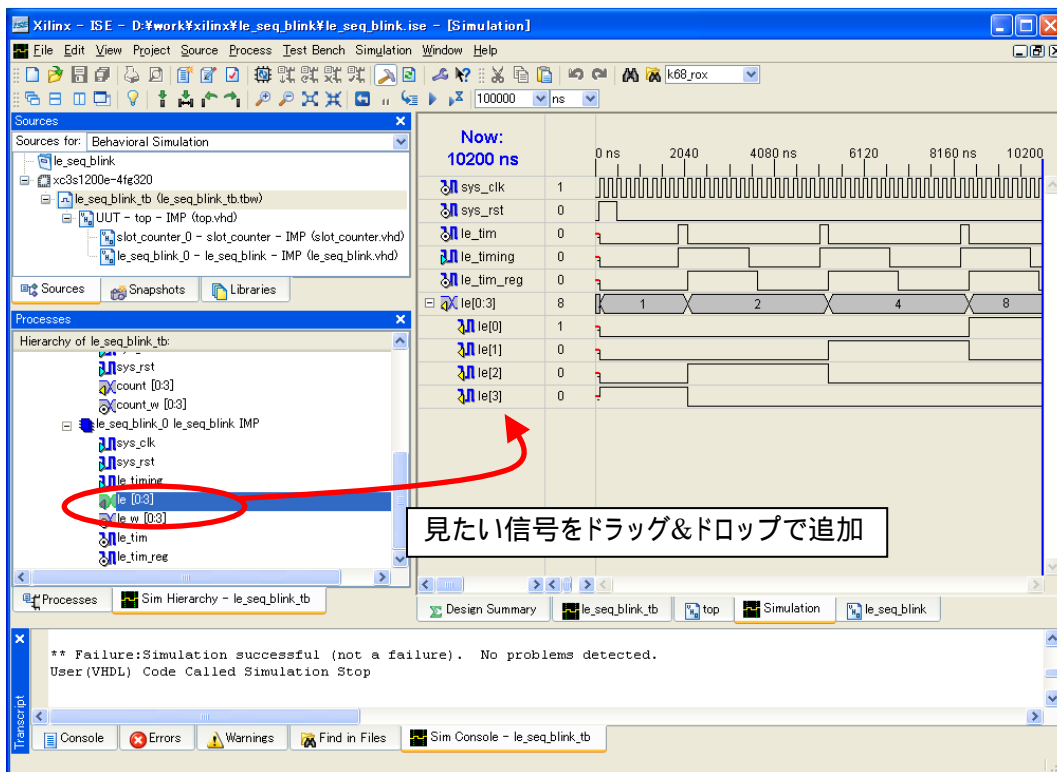 Xilinx - ISE - D:¥work¥xilinx¥le_seq_blink¥le_seq_blink.ise - [Simulation]
File Edit View Project Source Process Test Bench Simulation Window Help
k68_rox
100000 ns
Sources
Sources for: Behavioral Simulation
le_seq_blink
xc3s1200e-4fg320
le_seq_blink_tb (le_seq_blink_tb.tbw)
UUT - top - IMP (top.vhd)
slot_counter_0 - slot_counter - IMP (slot_counter.vhd)
le_seq_blink_0 - le_seq_blink - IMP (le_seq_blink.vhd)
Sources Snapshots Libraries
Processes
Hierarchy of le_seq_blink_tb:
sys_rst
count [0:3]
count_w [0:3]
le_seq_blink_0 le_seq_blink IMP
sys_clk
sys_rst
le_timing
le [0:3]
le_w [0:3]
le_tim
le_tim_reg
Processes Sim Hierarchy - le_seq_blink_tb
Now:
10200 ns
0 ns 2040 4080 ns 6120 8160 ns 10200
sys_clk 1
sys_rst 0
le_tim 0
le_timing 0
le_tim_reg 0
le[0:3] 8 1 2 4 8
le[0] 1
le[1] 0
le[2] 0
le[3] 0
見たい信号をドラッグ&ドロップで追加
Design Summary le_seq_blink_tb top Simulation le_seq_blink
** Failure:Simulation successful (not a failure). No problems detected.
User(VHDL) Code Called Simulation Stop
Transcript
Console Errors Warnings Find in Files Sim Console - le_seq_blink_tb